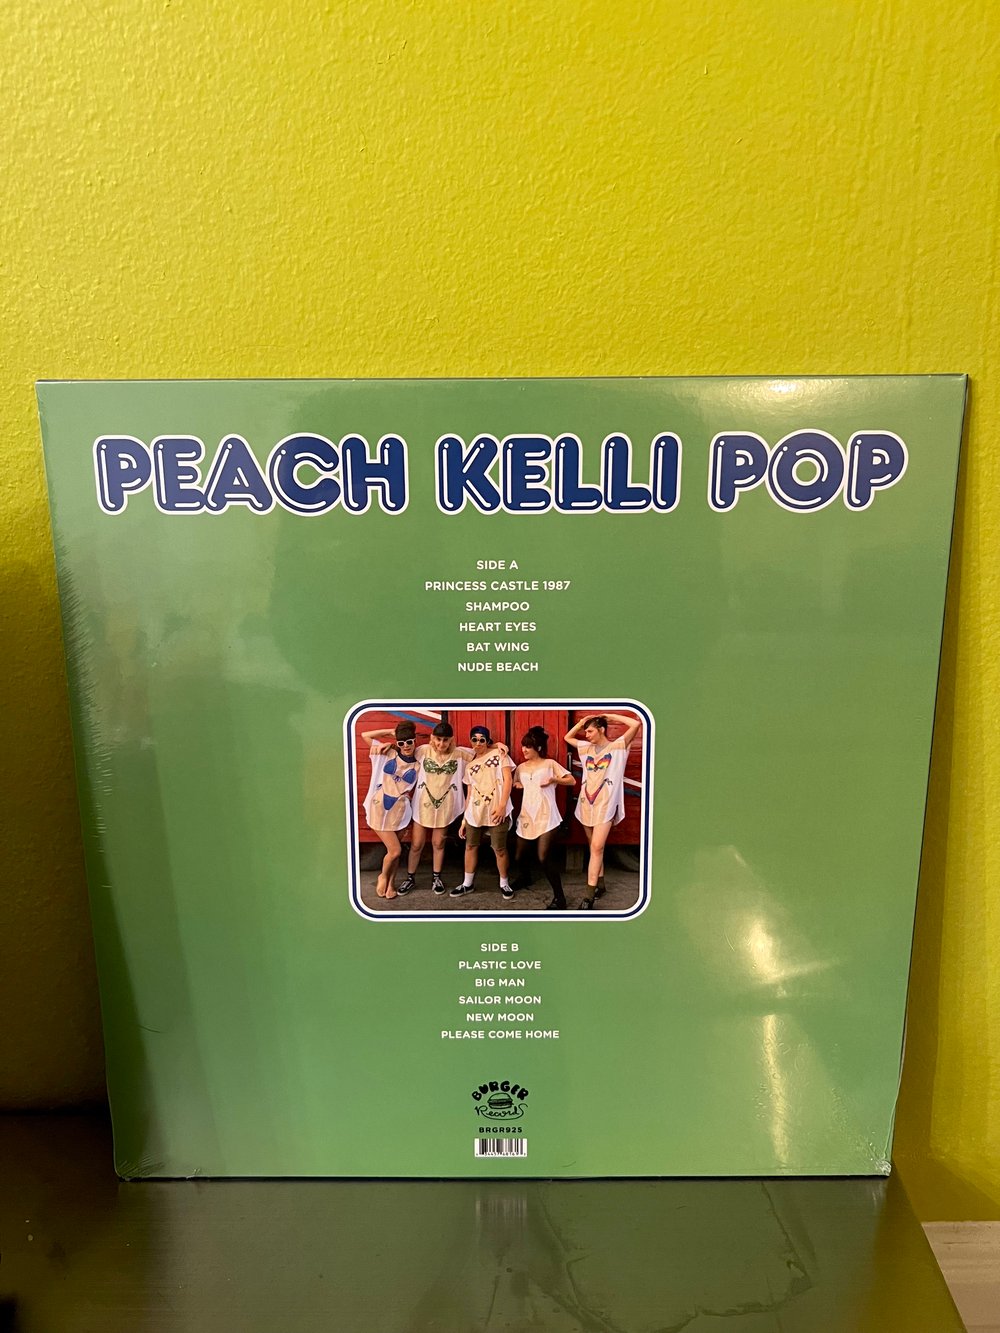 PEACH KELLI POP
SIDE A
PRINCESS CASTLE 1987
SHAMPOO
HEART EYES
BAT WING
NUDE BEACH
SIDE B
PLASTIC LOVE
BIG MAN
SAILOR MOON
NEW MOON
PLEASE COME HOME
BURGER
Records
BRGR925